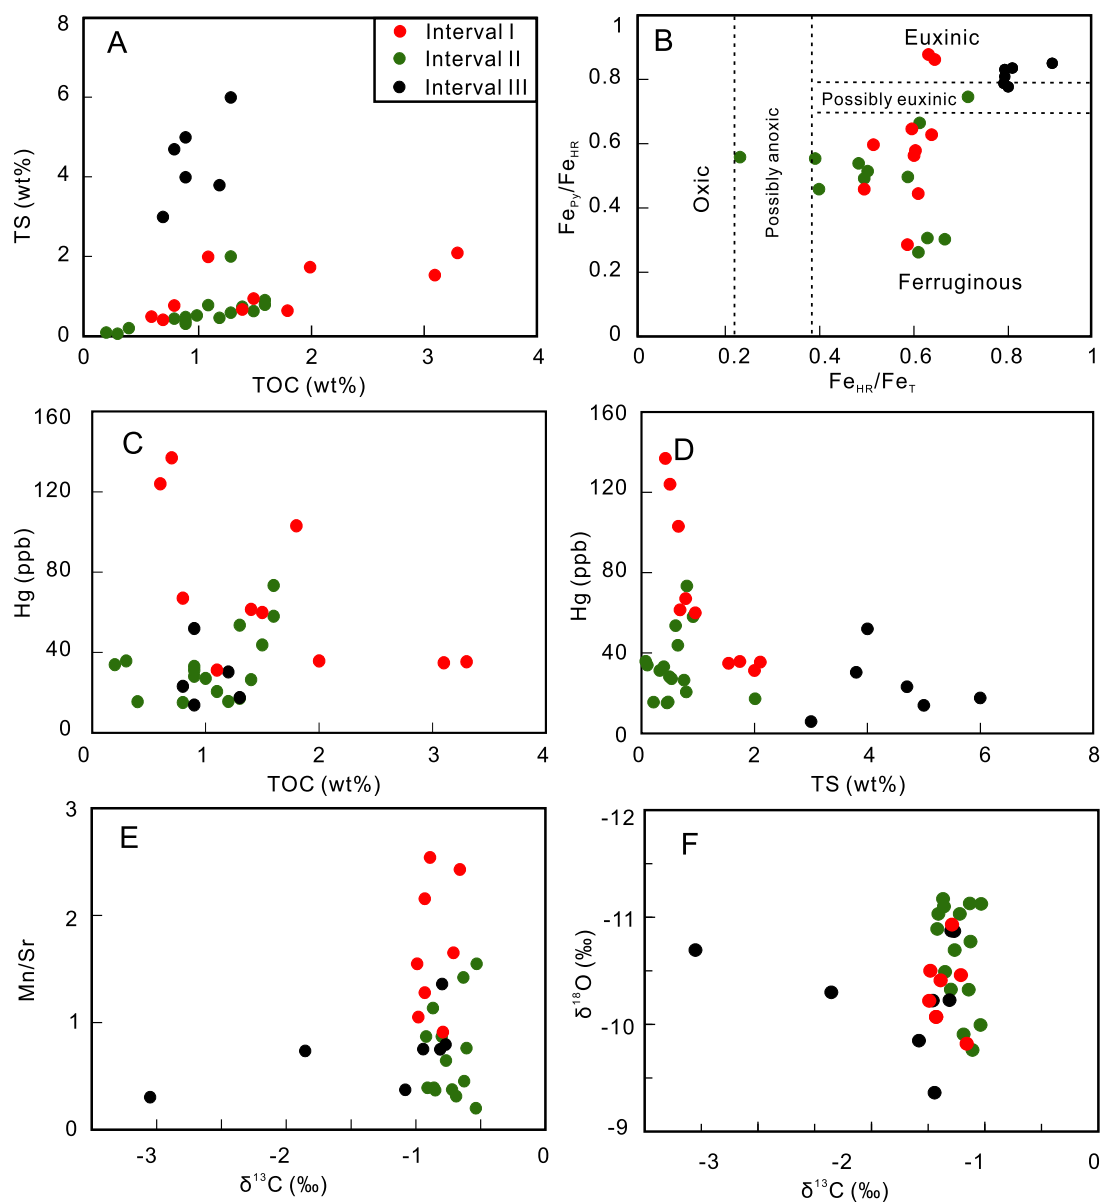 A
Interval I
Interval II
Interval III
8
6
4
2
0
TS (wt%)
0
1
2
3
4
TOC (wt%)
B
Euxinic
Possibly euxinic
Oxic
Possibly anoxic
Ferruginous
1
0.8
0.6
0.4
0.2
0
FePy/FeHR
0
0.2
0.4
0.6
0.8
1
FeHR/FeT
C
160
120
80
40
0
Hg (ppb)
0
1
2
3
4
TOC (wt%)
D
160
120
80
40
0
Hg (ppb)
0
2
4
6
8
TS (wt%)
E
3
2
1
0
Mn/Sr
-3
-2
-1
0
δ¹³C (‰)
F
-12
-11
-10
-9
δ¹⁸O (‰)
-3
-2
-1
0
δ¹³C (‰)